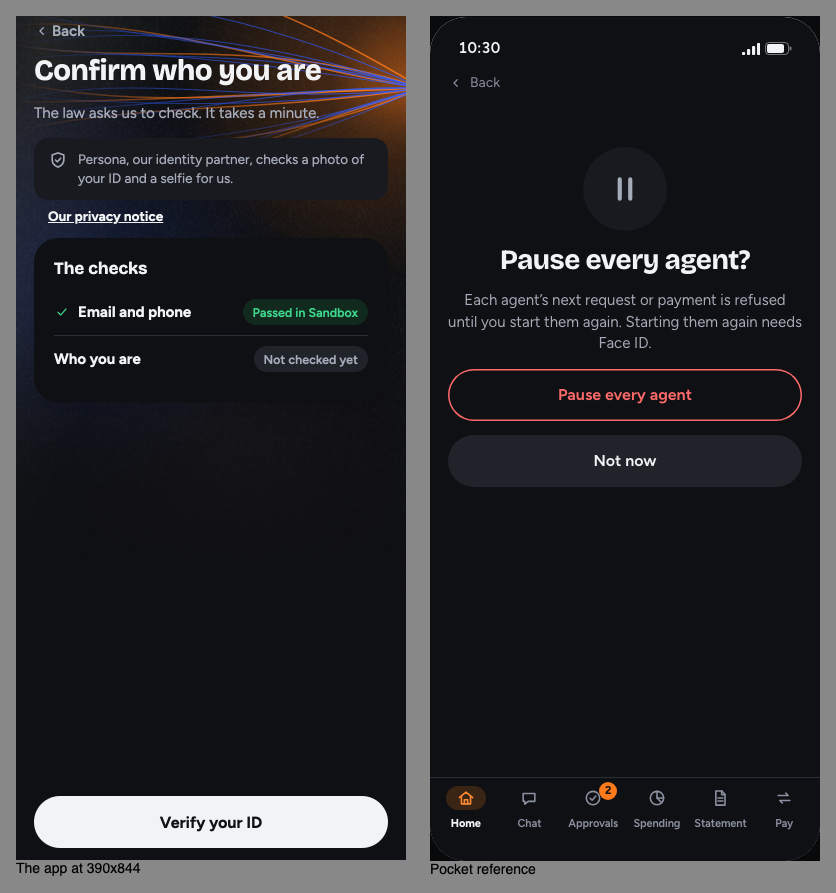 Back
Confirm who you are
The law asks us to check. It takes a minute.
Persona, our identity partner, checks a photo of
your ID and a selfie for us.
Our privacy notice
The checks
Email and phone
Passed in Sandbox
Who you are
Not checked yet
Verify your ID
The app at 390x844
10:30
Back
Pause every agent?
Each agent’s next request or payment is refused
until you start them again. Starting them again needs
Face ID.
Pause every agent
Not now
2
Home
Chat
Approvals
Spending
Statement
Pay
Pocket reference